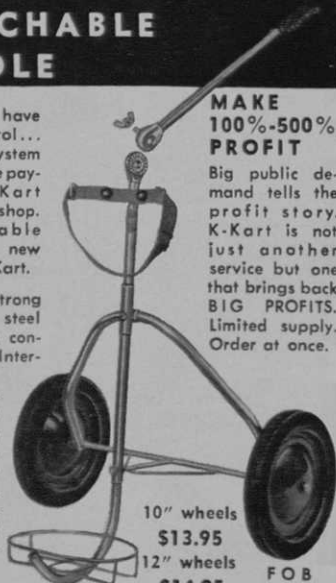 CHABLE
OLE
have
rol...
ystem
e pay-
Kart
shop.
able
new
Kart.
trong
steel
con-
Inter-
MAKE
100%-500%
PROFIT
Big public de-
mand tells the
profit story.
K-Kart is not
just another
service but one
that brings back
BIG PROFITS.
Limited supply.
Order at once.
10" wheels
$13.95
12" wheels
FOB